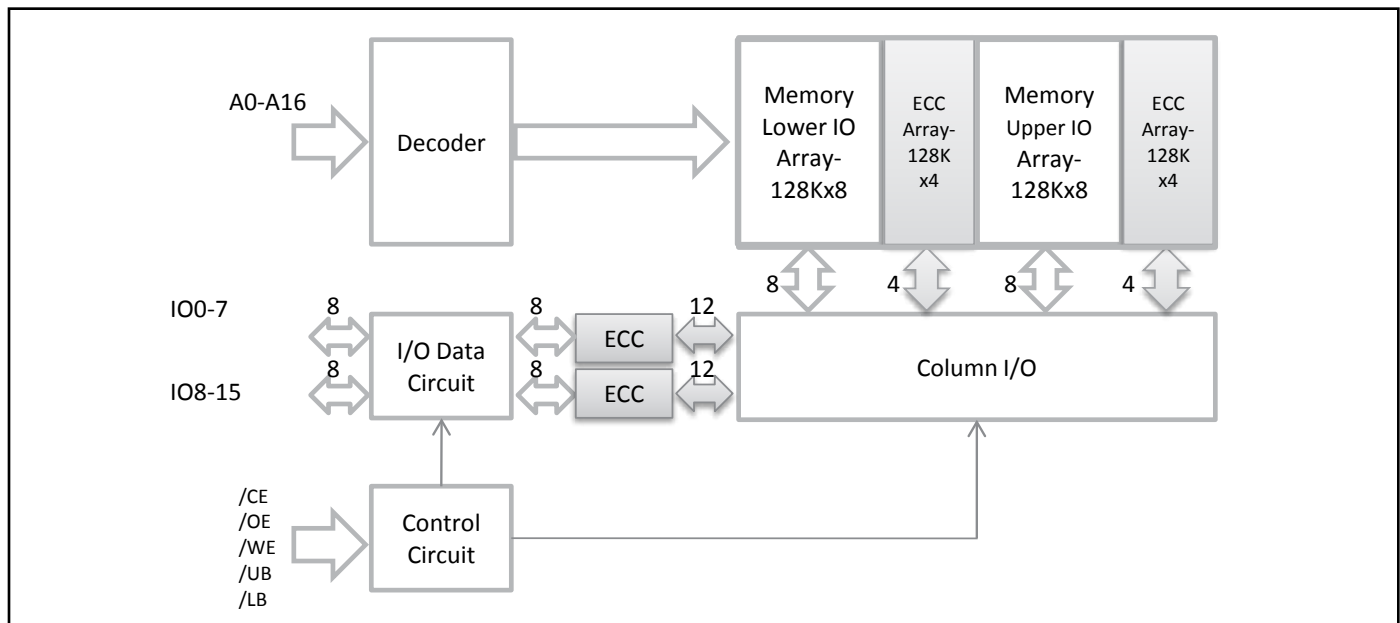 A0-A16
Decoder
Memory
Lower IO
Array-
128Kx8
ECC
Array-
128K
x4
Memory
Upper IO
Array-
128Kx8
ECC
Array-
128K
x4
8
4
8
4
IO0-7
8
8
12
I/O Data
Circuit
ECC
Column I/O
IO8-15
8
8
12
ECC
/CE
/OE
/WE
/UB
/LB
Control
Circuit